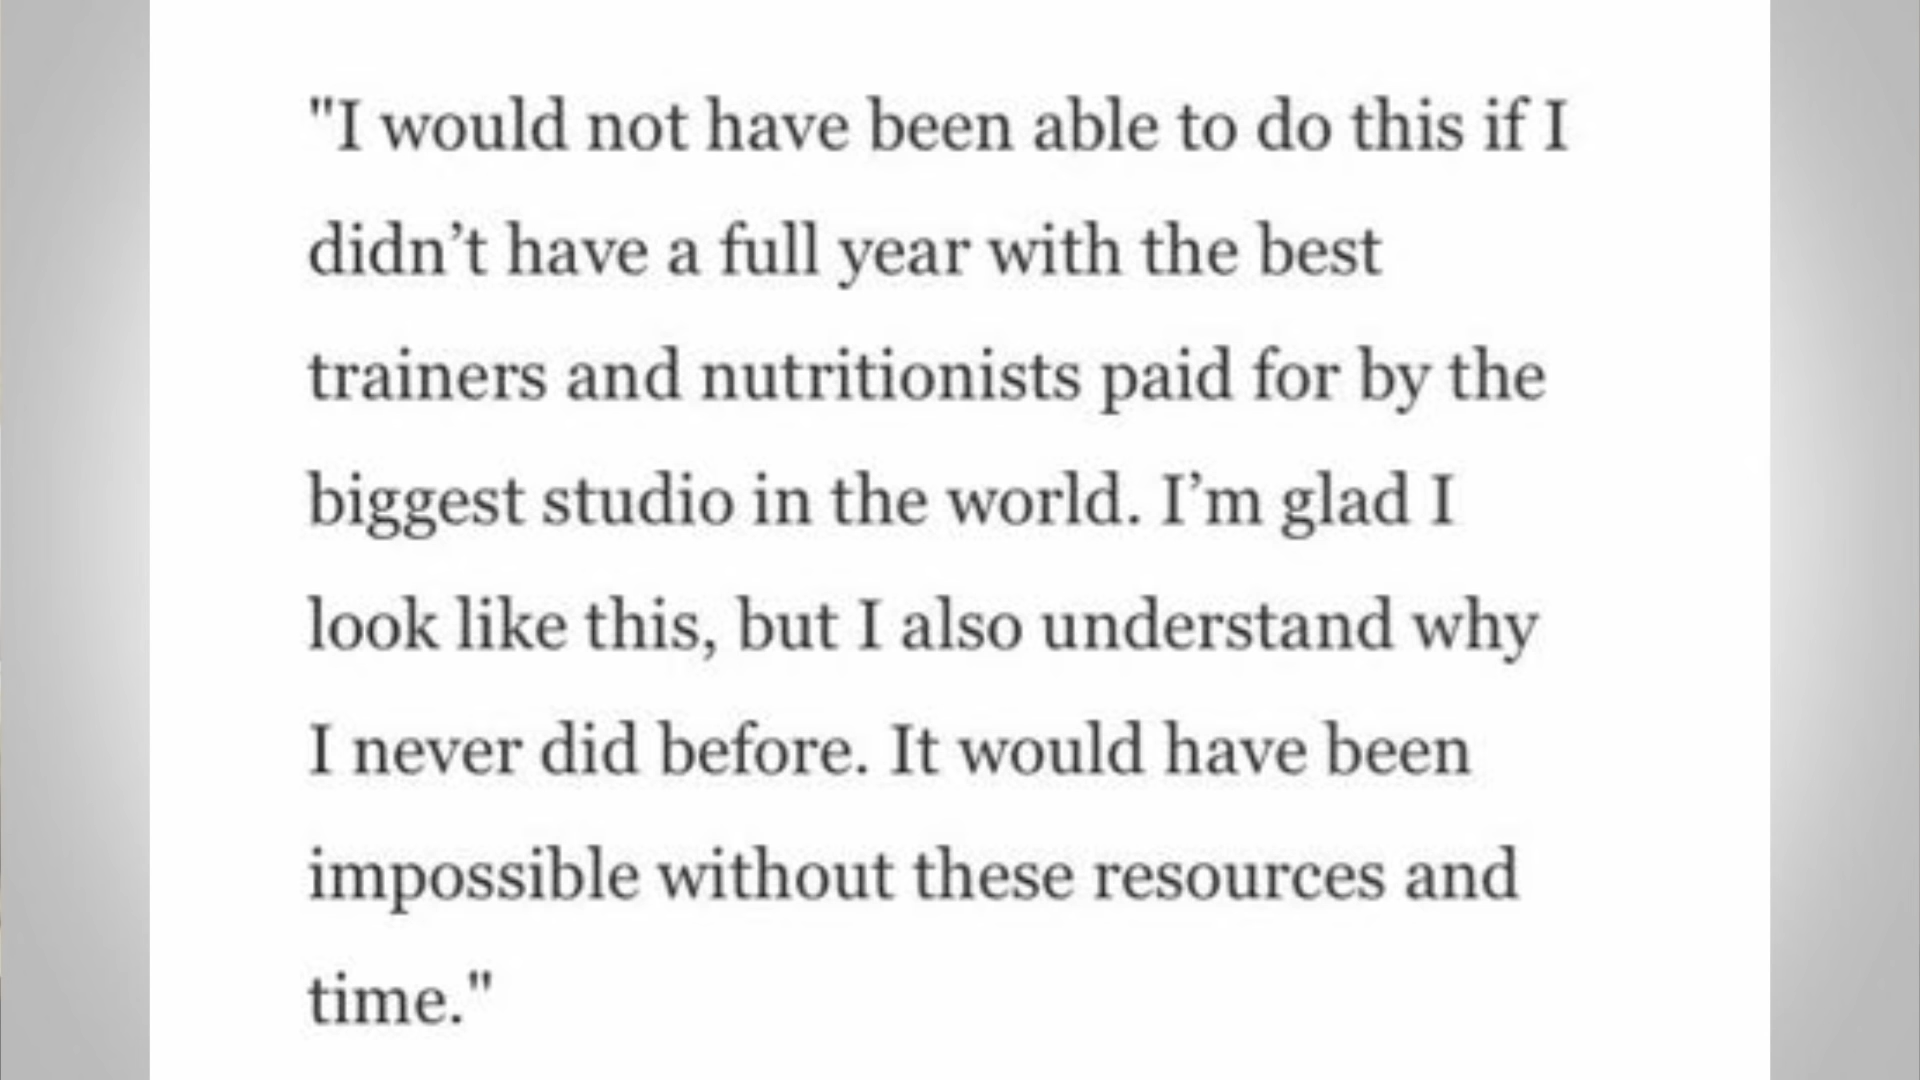 "I would not have been able to do this if I
didn’t have a full year with the best
trainers and nutritionists paid for by the
biggest studio in the world. I’m glad I
look like this, but I also understand why
I never did before. It would have been
impossible without these resources and
time."